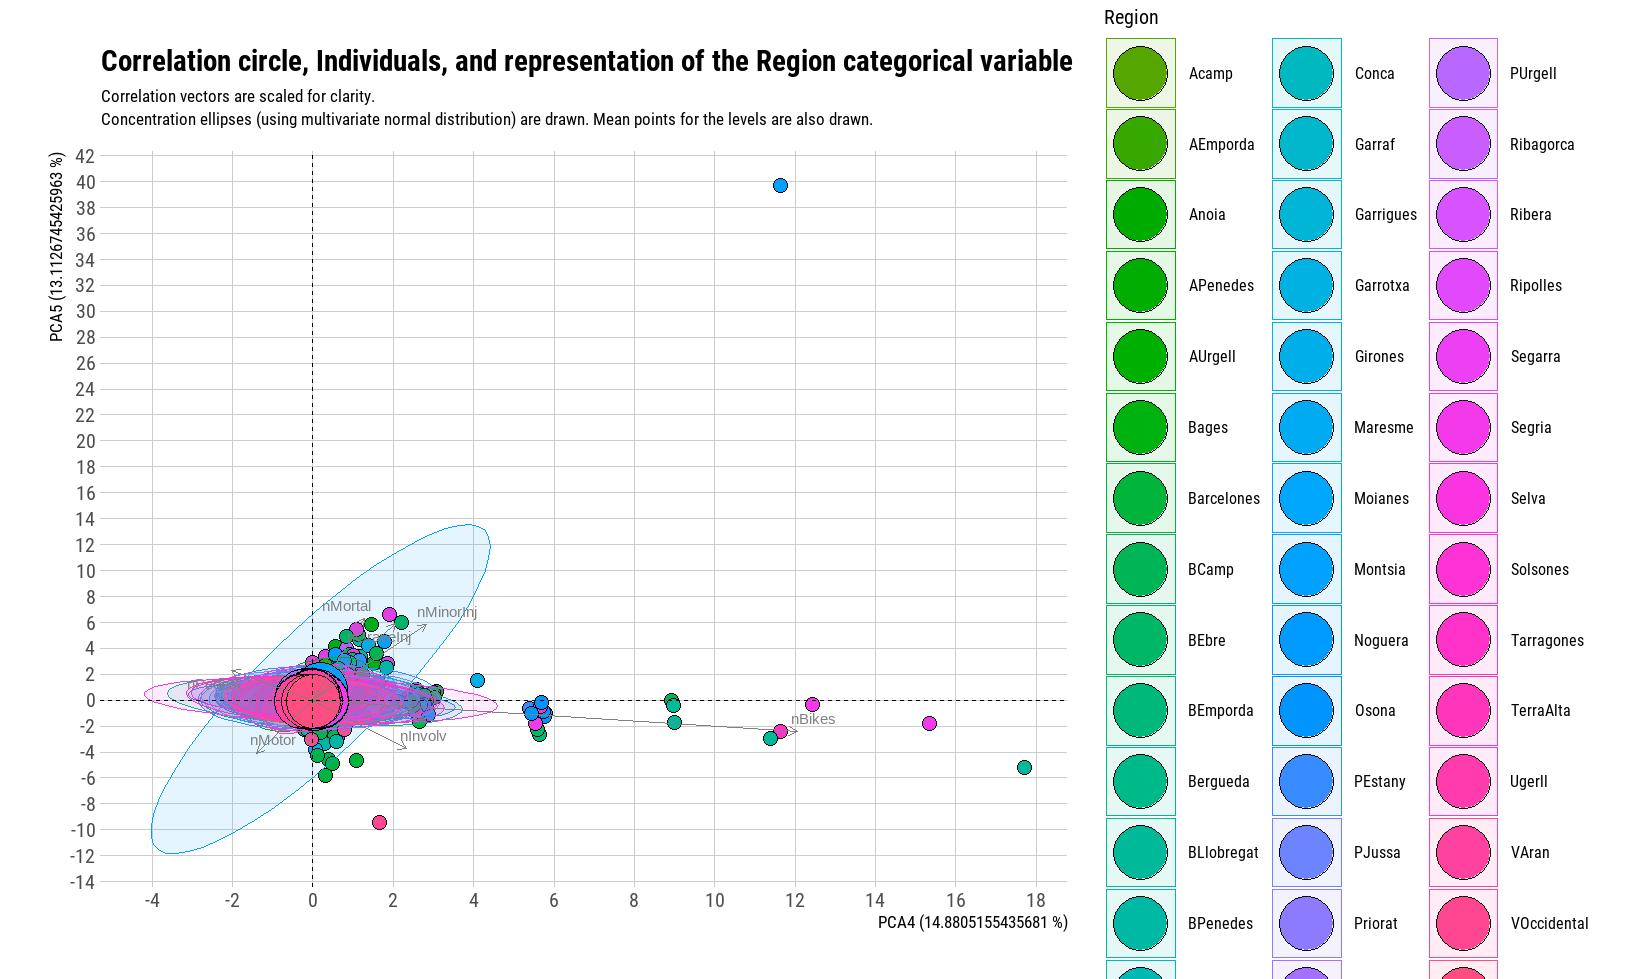 Region
Correlation circle, Individuals, and representation of the Region categorical variable
Correlation vectors are scaled for clarity.
Concentration ellipses (using multivariate normal distribution) are drawn. Mean points for the levels are also drawn.
PCA5 (13.1126745425963 %)
42
40
38
36
34
32
30
28
26
24
22
20
18
16
14
12
10
8
6
4
2
0
-2
-4
-6
-8
-10
-12
-14
nMortal
nMinorInj
nBikes
nInvolv
nMotor
-4
-2
0
2
4
6
8
10
12
14
16
18
PCA4 (14.8805155435681 %)
Acamp
AEmporda
Anoia
APenedes
AUrgell
Bages
Barcelones
BCamp
BEbre
BEmporda
Bergueda
BLlobregat
BPenedes
Conca
Garraf
Garrigues
Garrotxa
Girones
Maresme
Moianes
Montsia
Noguera
Osona
PEstany
PJussa
Priorat
PUrgell
Ribagorca
Ribera
Ripolles
Segarra
Segria
Selva
Solsones
Tarragones
TerraAlta
Ugerll
VAran
VOccidental